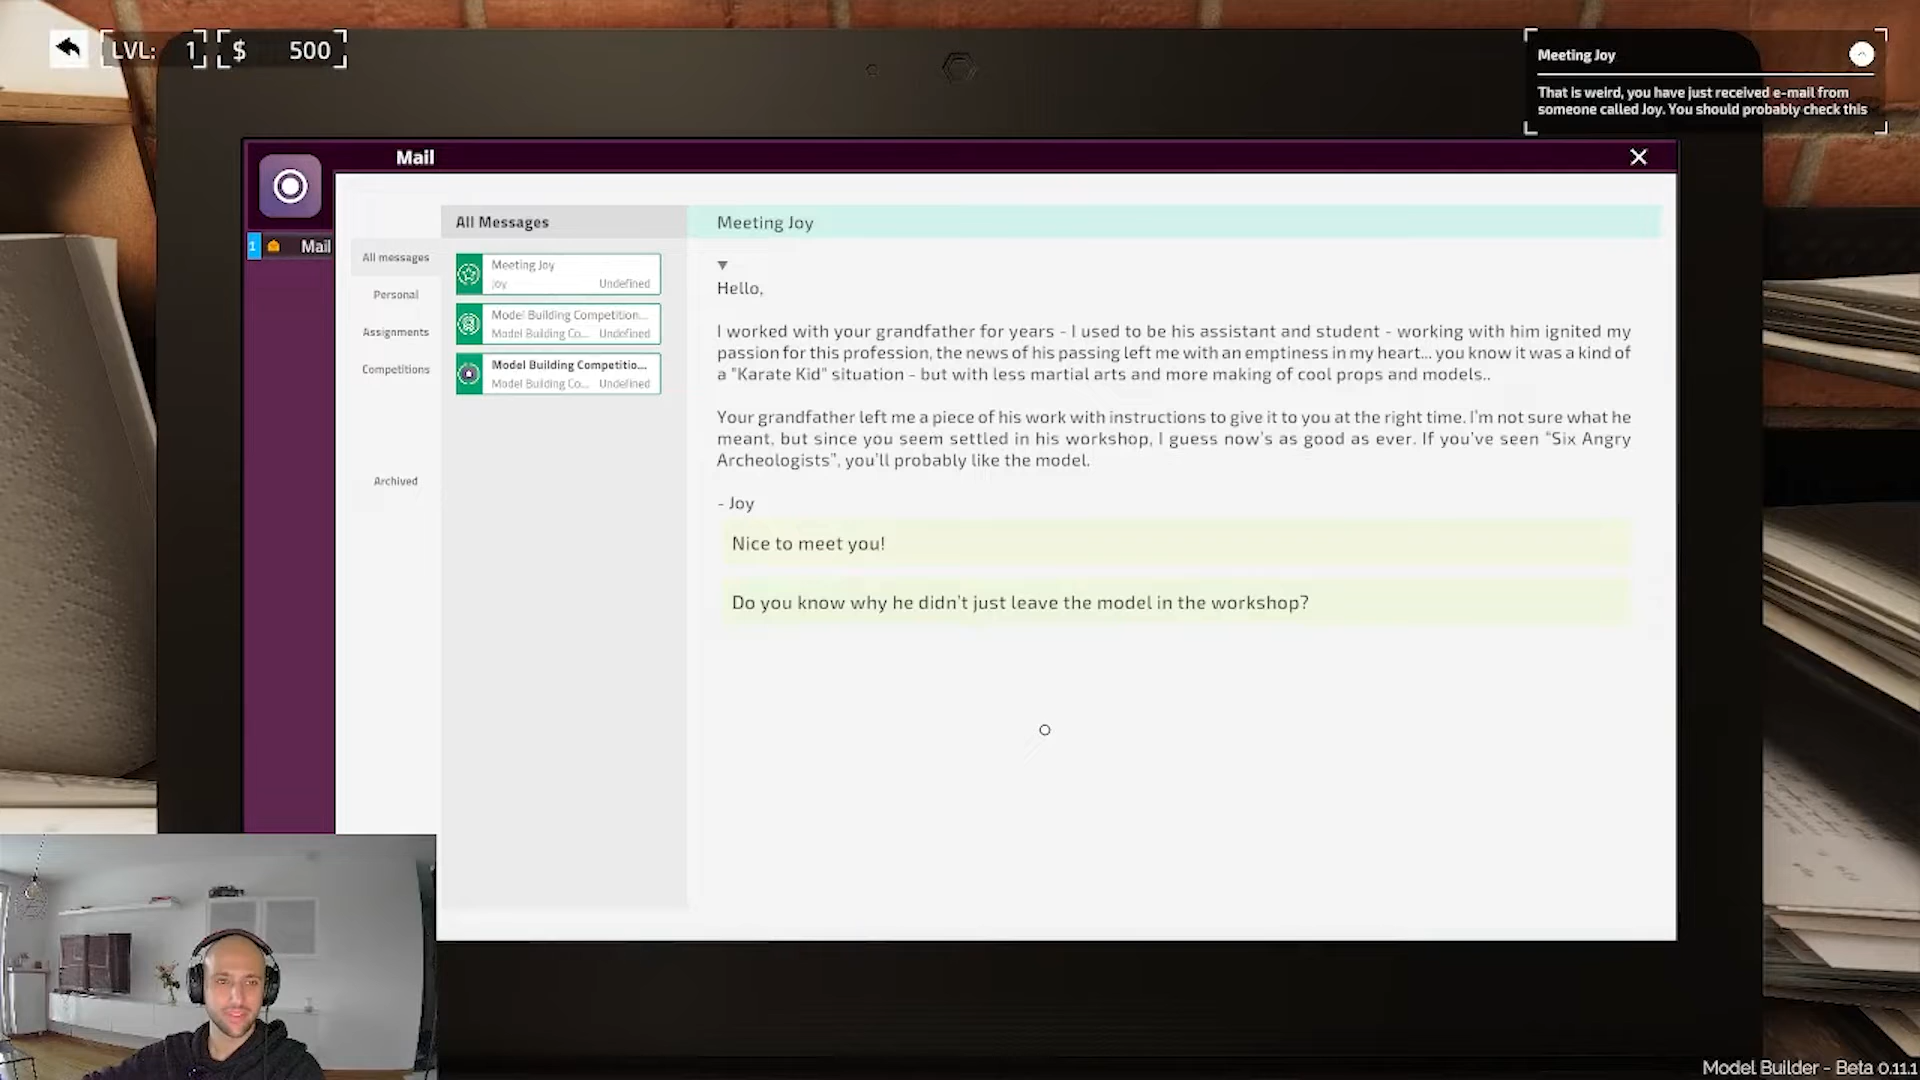 LVL: 1
$ 500
Meeting Joy
That is weird, you have just received e-mail from
someone called Joy. You should probably check this
Mail
1 Mail
All messages
Personal
Assignments
Competitions
Archived
All Messages
Meeting Joy
Joy Undefined
Model Building Competition...
Model Building Co... Undefined
Model Building Competitio...
Model Building Co... Undefined
Meeting Joy
Hello,
I worked with your grandfather for years - I used to be his assistant and student - working with him ignited my
passion for this profession, the news of his passing left me with an emptiness in my heart... you know it was a kind of
a "Karate Kid" situation - but with less martial arts and more making of cool props and models..
Your grandfather left me a piece of his work with instructions to give it to you at the right time. I'm not sure what he
meant, but since you seem settled in his workshop, I guess now's as good as ever. If you've seen "Six Angry
Archeologists", you'll probably like the model.
- Joy
Nice to meet you!
Do you know why he didn't just leave the model in the workshop?
Model Builder - Beta 0.11.1